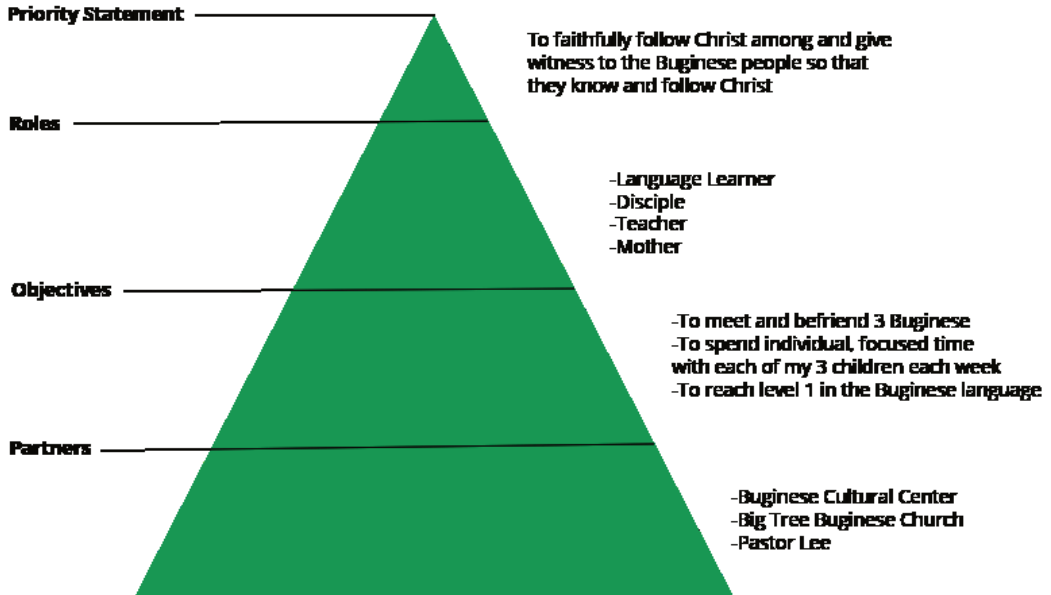 Priority Statement
To faithfully follow Christ among and give
witness to the Buginese people so that
they know and follow Christ
Roles
-Language Learner
-Disciple
-Teacher
-Mother
Objectives
-To meet and befriend 3 Buginese
-To spend individual, focused time
with each of my 3 children each week
-To reach level 1 in the Buginese language
Partners
-Buginese Cultural Center
-Big Tree Buginese Church
-Pastor Lee